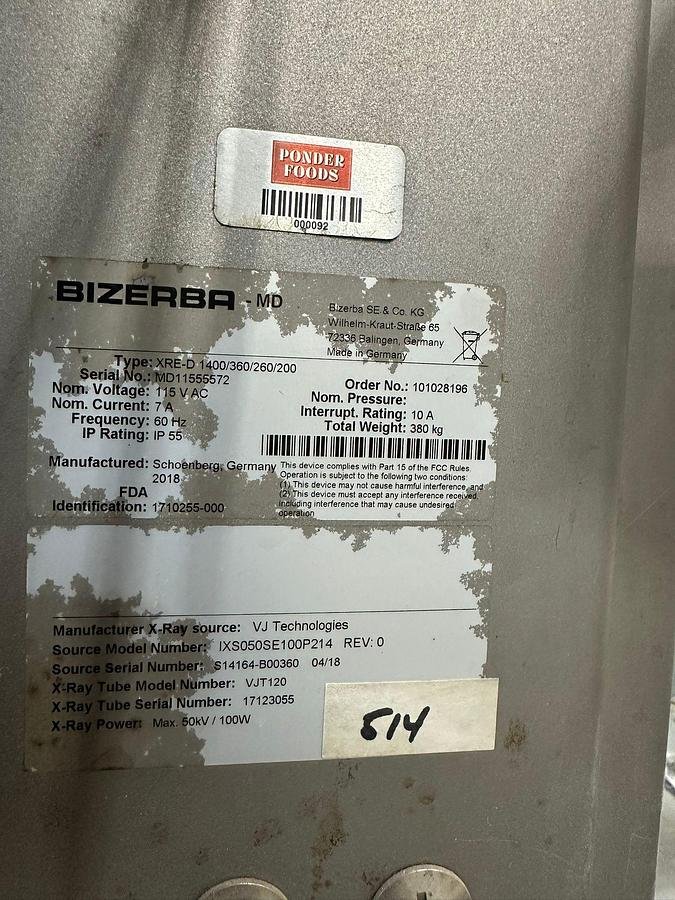 PONDER
FOODS
000092
BIZERBA - MD
Bizerba SE & Co. KG
Wilhelm-Kraut-Straße 65
72336 Balingen, Germany
Made in Germany
Type: XRE-D 1400/360/260/200
Serial No.: MD11555572
Nom. Voltage: 115 V AC
Nom. Current: 7 A
Frequency: 60 Hz
IP Rating: IP 55
Order No.: 101028196
Nom. Pressure:
Interrupt. Rating: 10 A
Total Weight: 380 kg
Manufactured: Schoenberg, Germany
2018
FDA
Identification: 1710255-000
This device complies with Part 15 of the FCC Rules.
Operation is subject to the following two conditions:
(1) This device may not cause harmful interference, and
(2) This device must accept any interference received,
including interference that may cause undesired
operation
Manufacturer X-Ray source: VJ Technologies
Source Model Number: IXS050SE100P214 REV: 0
Source Serial Number: S14164-B00360 04/18
X-Ray Tube Model Number: VJT120
X-Ray Tube Serial Number: 17123055
X-Ray Power: Max. 50kV / 100W
514